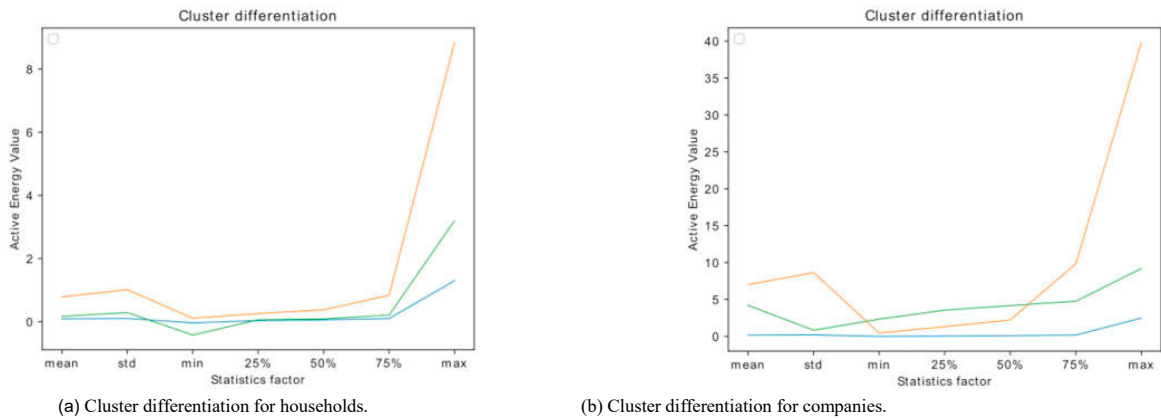 Cluster differentiation
8
6
4
2
0
Active Energy Value
mean std min 25% 50% 75% max
Statistics factor
(a) Cluster differentiation for households.
Cluster differentiation
40
35
30
25
20
15
10
5
0
Active Energy Value
mean std min 25% 50% 75% max
Statistics factor
(b) Cluster differentiation for companies.